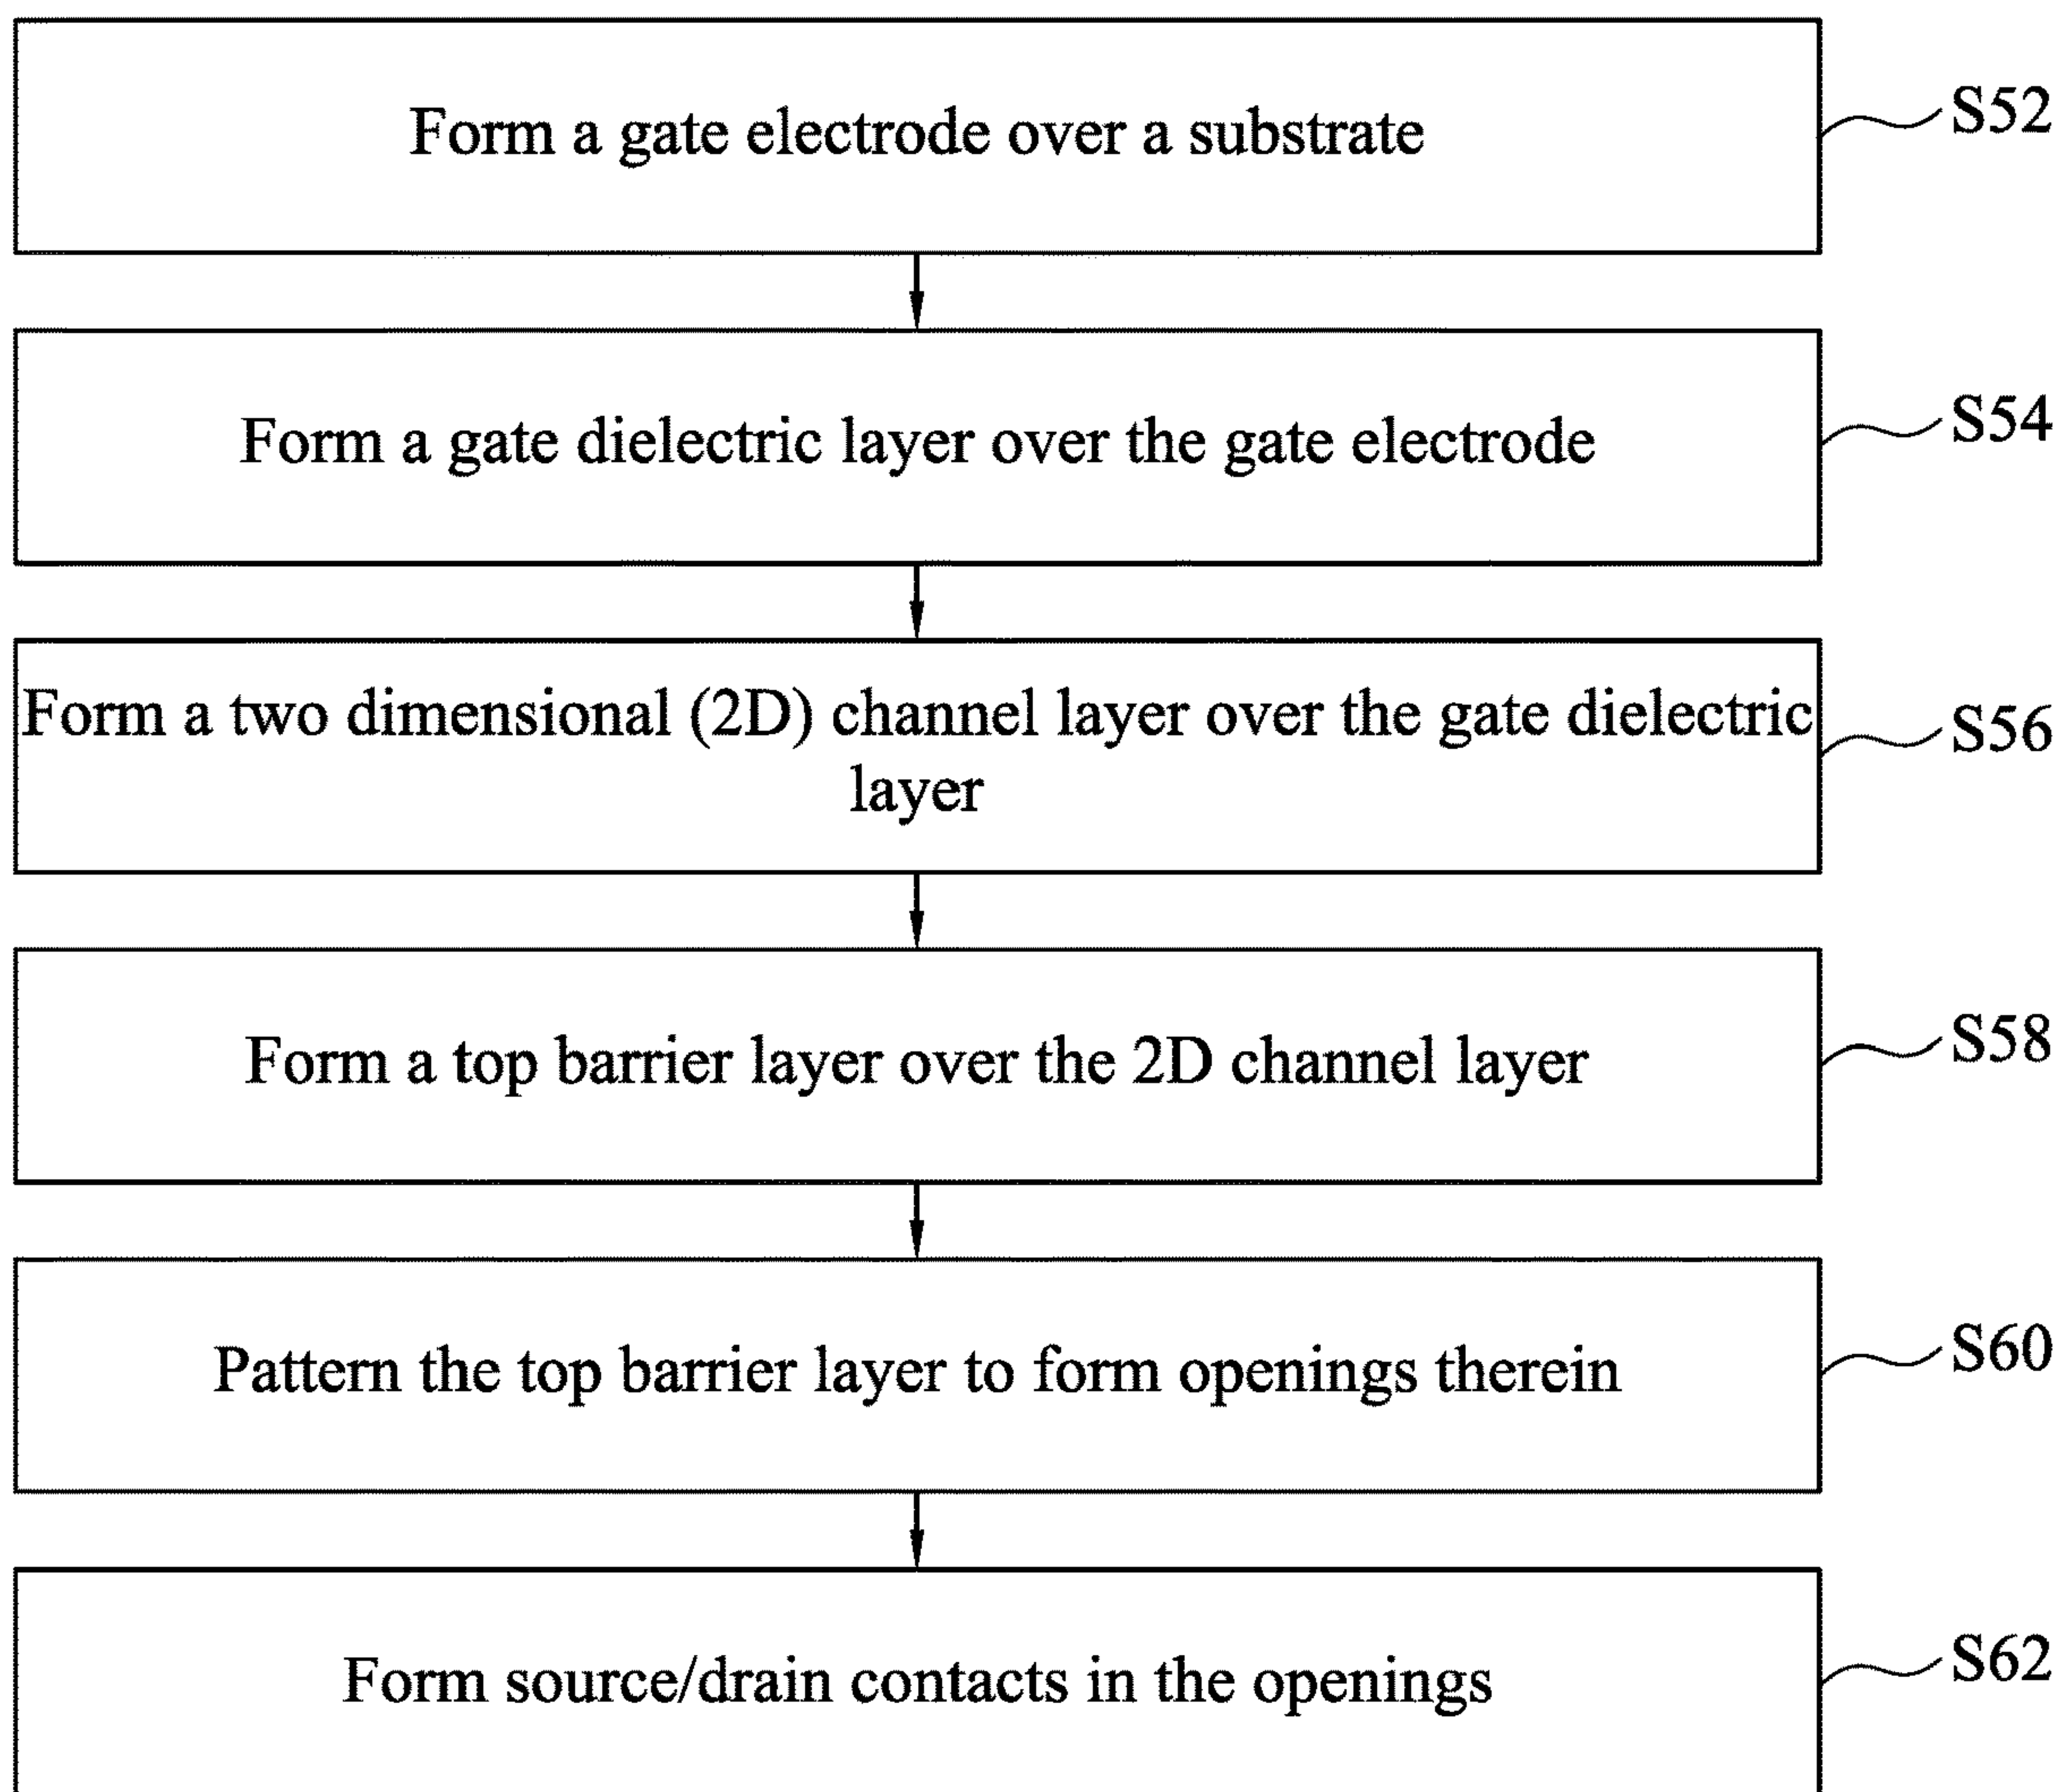 Form a gate electrode over a substrate
S52
Form a gate dielectric layer over the gate electrode
S54
Form a two dimensional (2D) channel layer over the gate dielectric
layer
S56
Form a top barrier layer over the 2D channel layer
S58
Pattern the top barrier layer to form openings therein
S60
Form source/drain contacts in the openings
S62